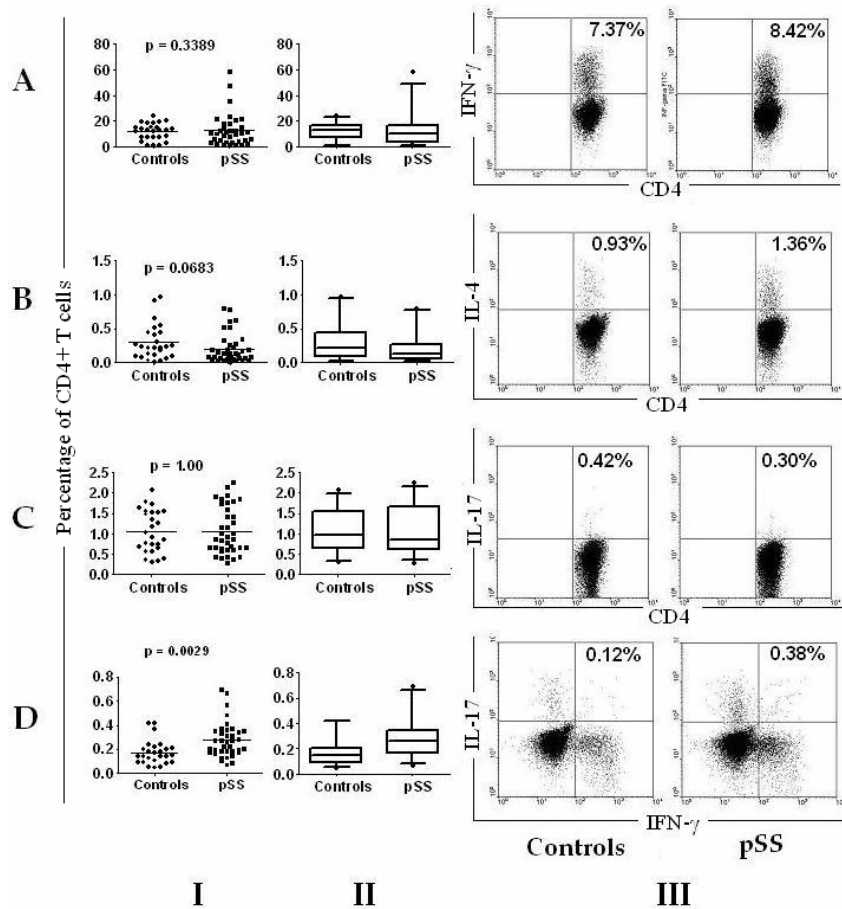 A
p = 0.3389
80
60
40
20
0
Controls
pSS
80
60
40
20
0
Controls
pSS
IFN-γ
7.37%
8.42%
CD4
Percentage of CD4+ T cells
B
p = 0.0683
1.5
1.0
0.5
0.0
Controls
pSS
1.5
1.0
0.5
0.0
Controls
pSS
IL-4
0.93%
1.36%
CD4
C
p = 1.00
2.5
2.0
1.5
1.0
0.5
0.0
Controls
pSS
2.5
2.0
1.5
1.0
0.5
0.0
Controls
pSS
IL-17
0.42%
0.30%
CD4
D
p = 0.0029
0.8
0.6
0.4
0.2
0.0
Controls
pSS
0.8
0.6
0.4
0.2
0.0
Controls
pSS
IL-17
0.12%
0.38%
IFN-γ
Controls
pSS
I
II
III